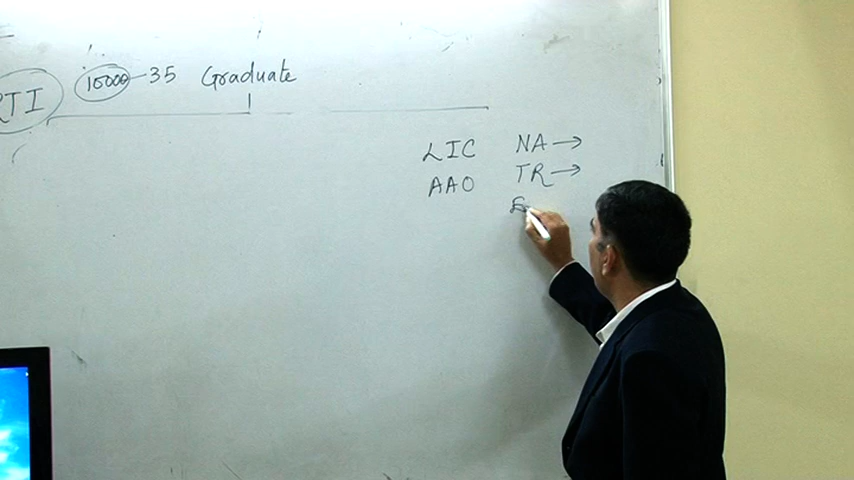 RTI 10000-35 Graduate
LIC NA →
AAO TR →